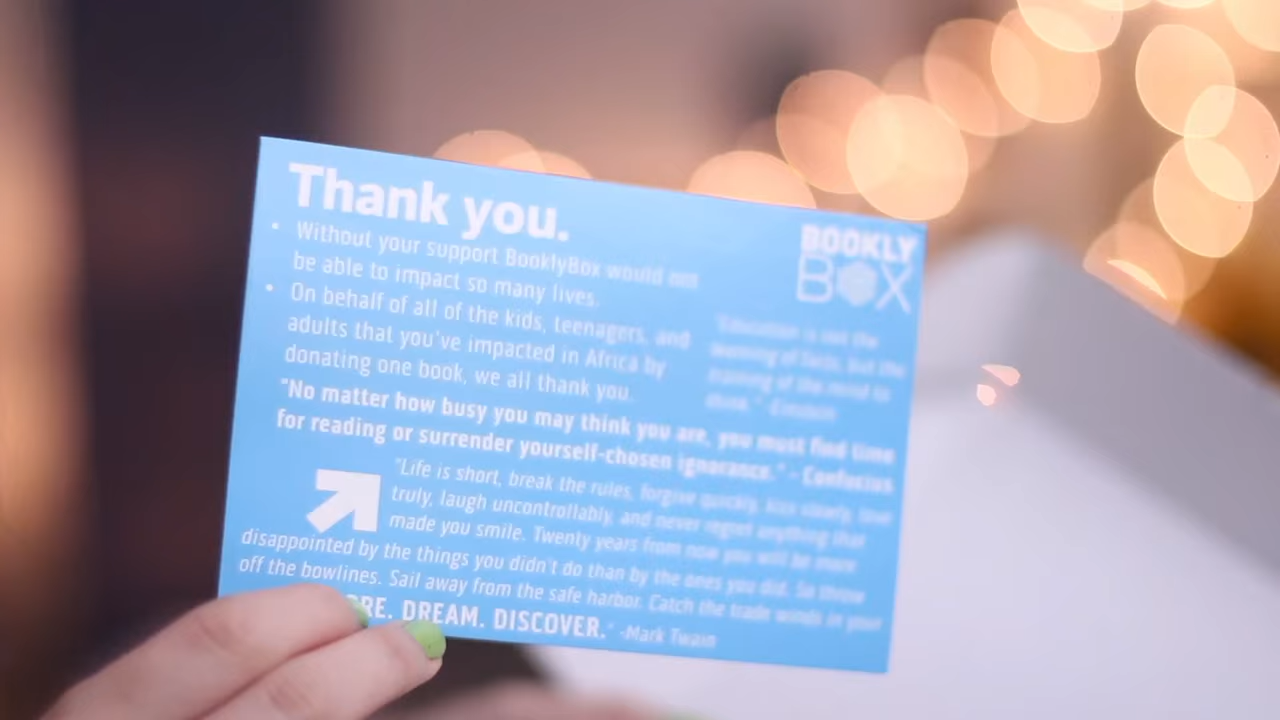 Thank you.
BOOKLY
BOX
• Without your support BooklyBox would not
be able to impact so many lives.
• On behalf of all of the kids, teenagers, and
adults that you've impacted in Africa by
donating one book, we all thank you.
"Education is not the
learning of facts, but the
training of the mind to
think." -Einstein
"No matter how busy you may think you are, you must find time
for reading or surrender yourself-chosen ignorance." - Confucius
"Life is short, break the rules, forgive quickly, kiss slowly, love
truly, laugh uncontrollably, and never regret anything that
made you smile. Twenty years from now you will be more
disappointed by the things you didn't do than by the ones you did. So throw
off the bowlines. Sail away from the safe harbor. Catch the trade winds in your
ORE. DREAM. DISCOVER." -Mark Twain